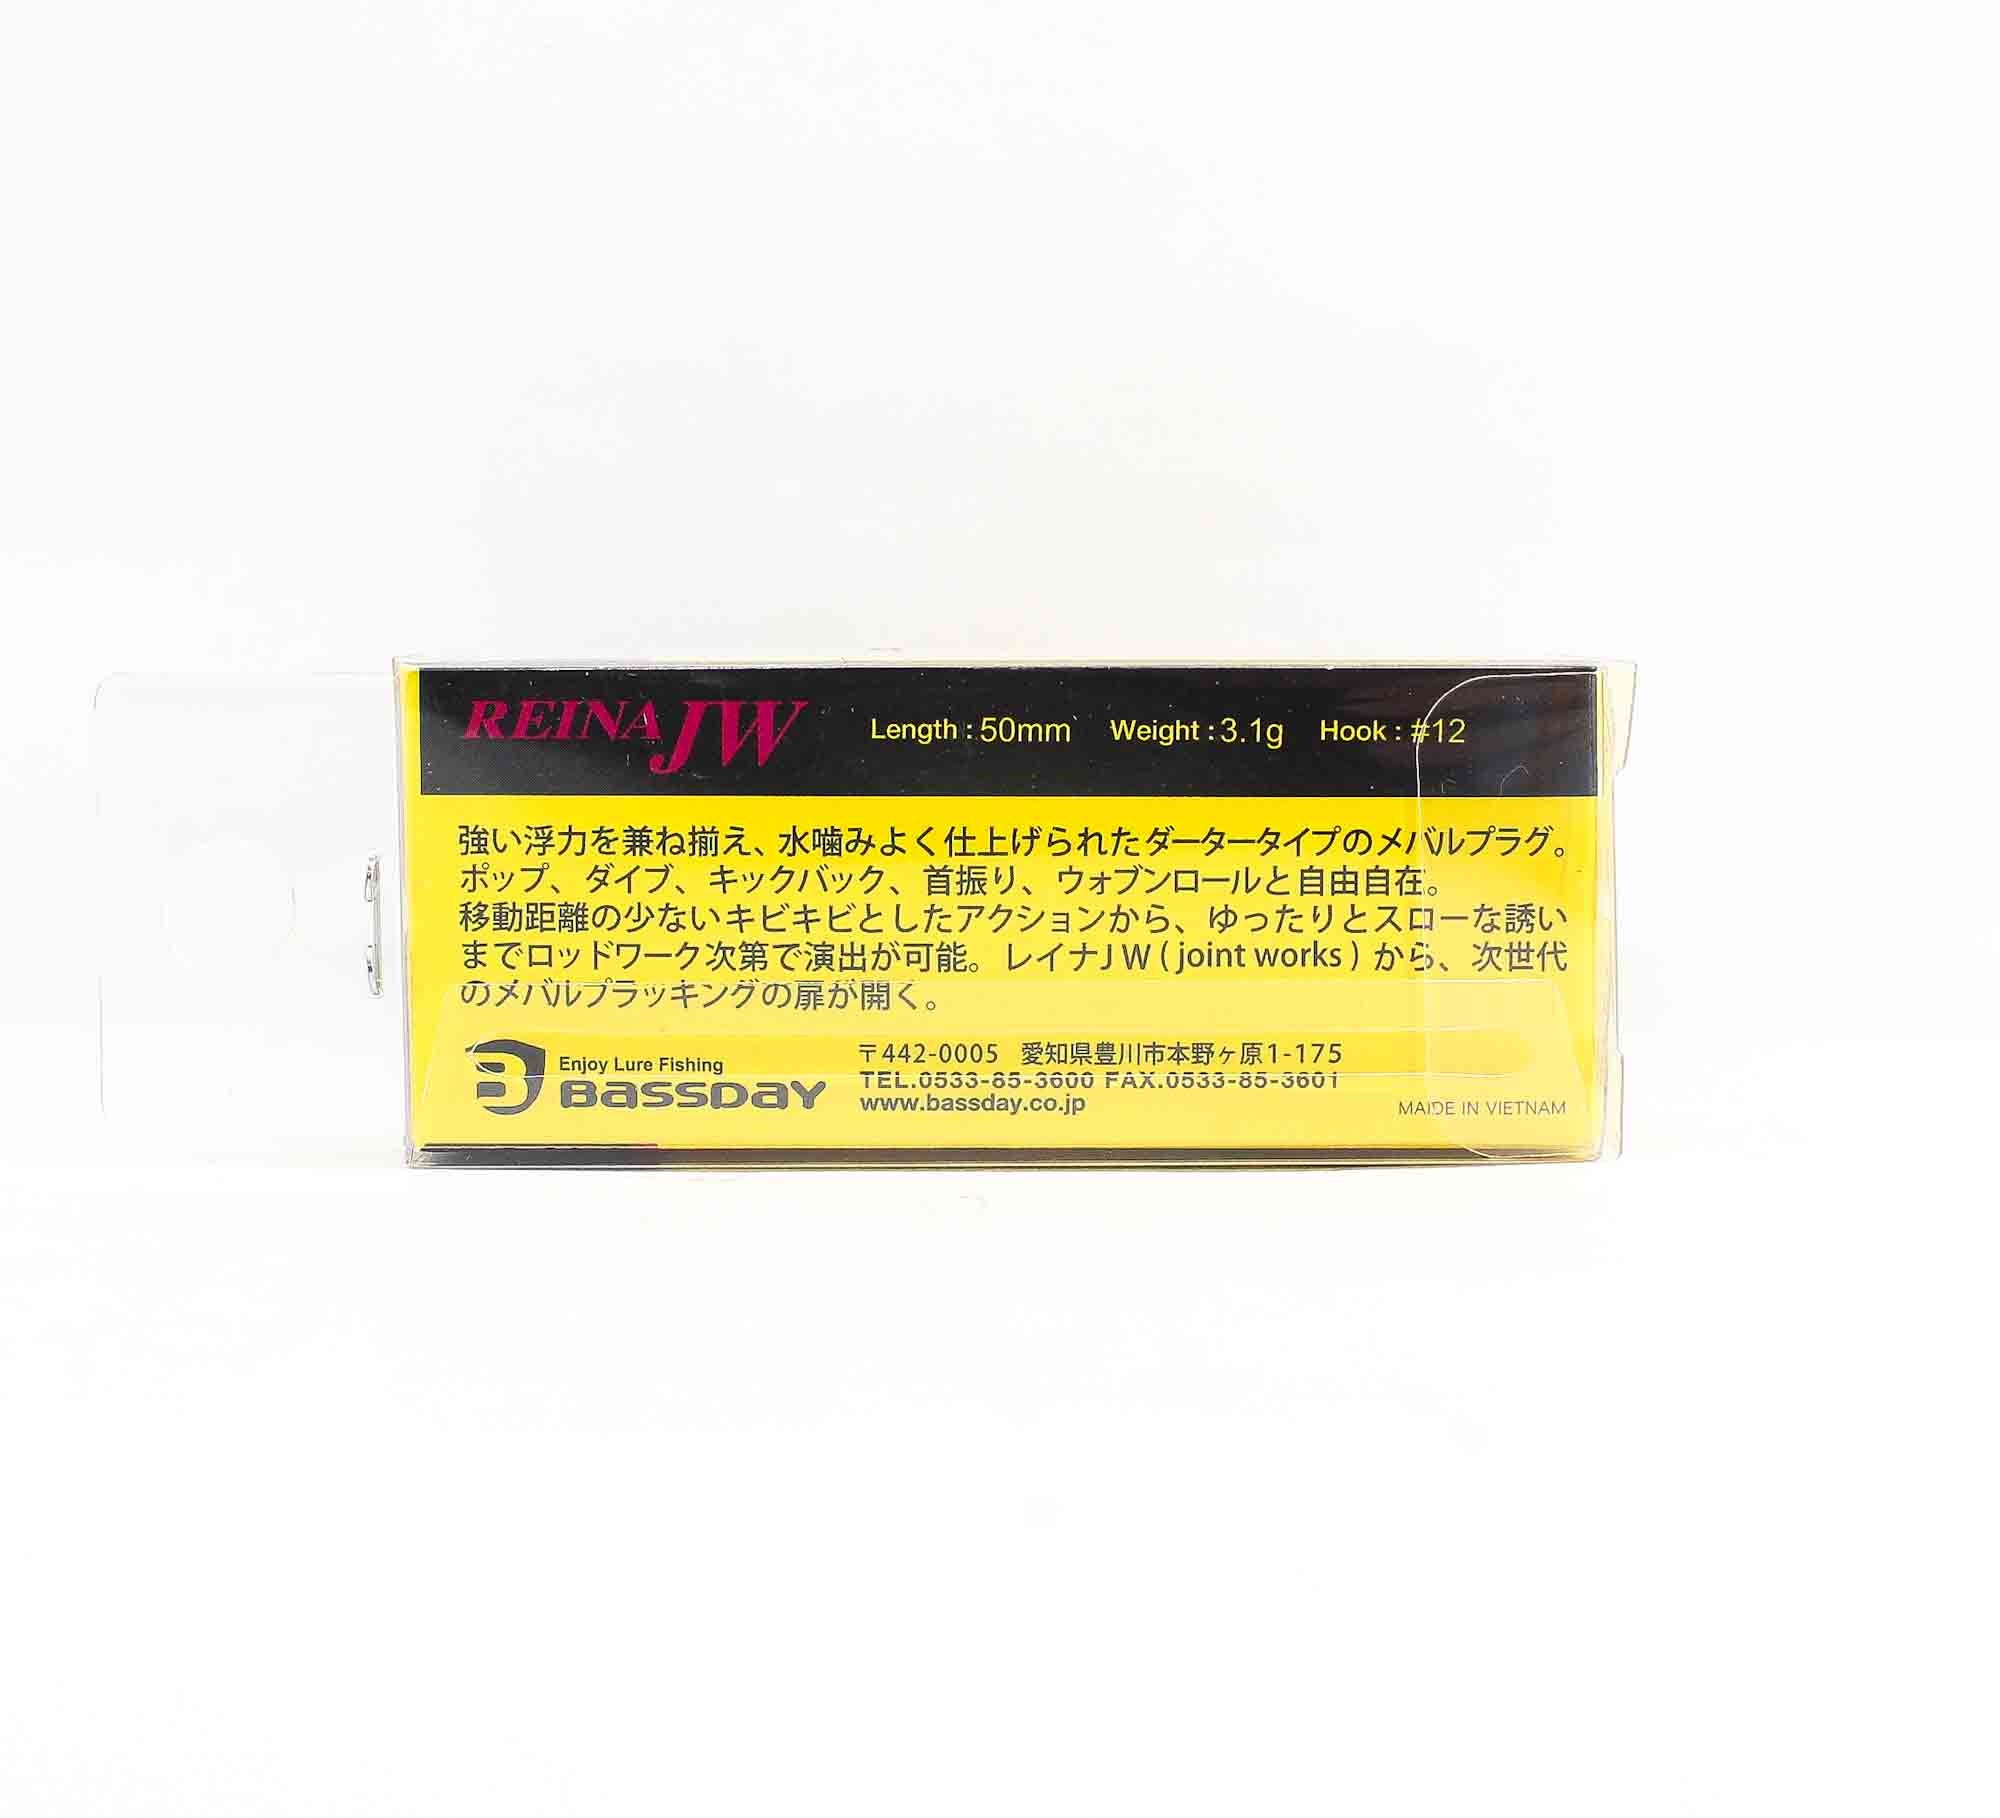 REINA JW Length : 50mm Weight : 3.1g Hook : #12
強い浮力を兼ね揃え、水噛みよく仕上げられたダータータイプのメバルプラグ。
ポップ、ダイブ、キックバック、首振り、ウォブンロールと自由自在。
移動距離の少ないキビキビとしたアクションから、ゆったりとスローな誘い
までロッドワーク次第で演出が可能。レイナJW(joint works)から、次世代
のメバルプラッキングの扉が開く。
Enjoy Lure Fishing
BASSDAY
〒442-0005 愛知県豊川市本野ヶ原1-175
TEL.0533-85-3600 FAX.0533-85-3601
www.bassday.co.jp
MADE IN VIETNAM